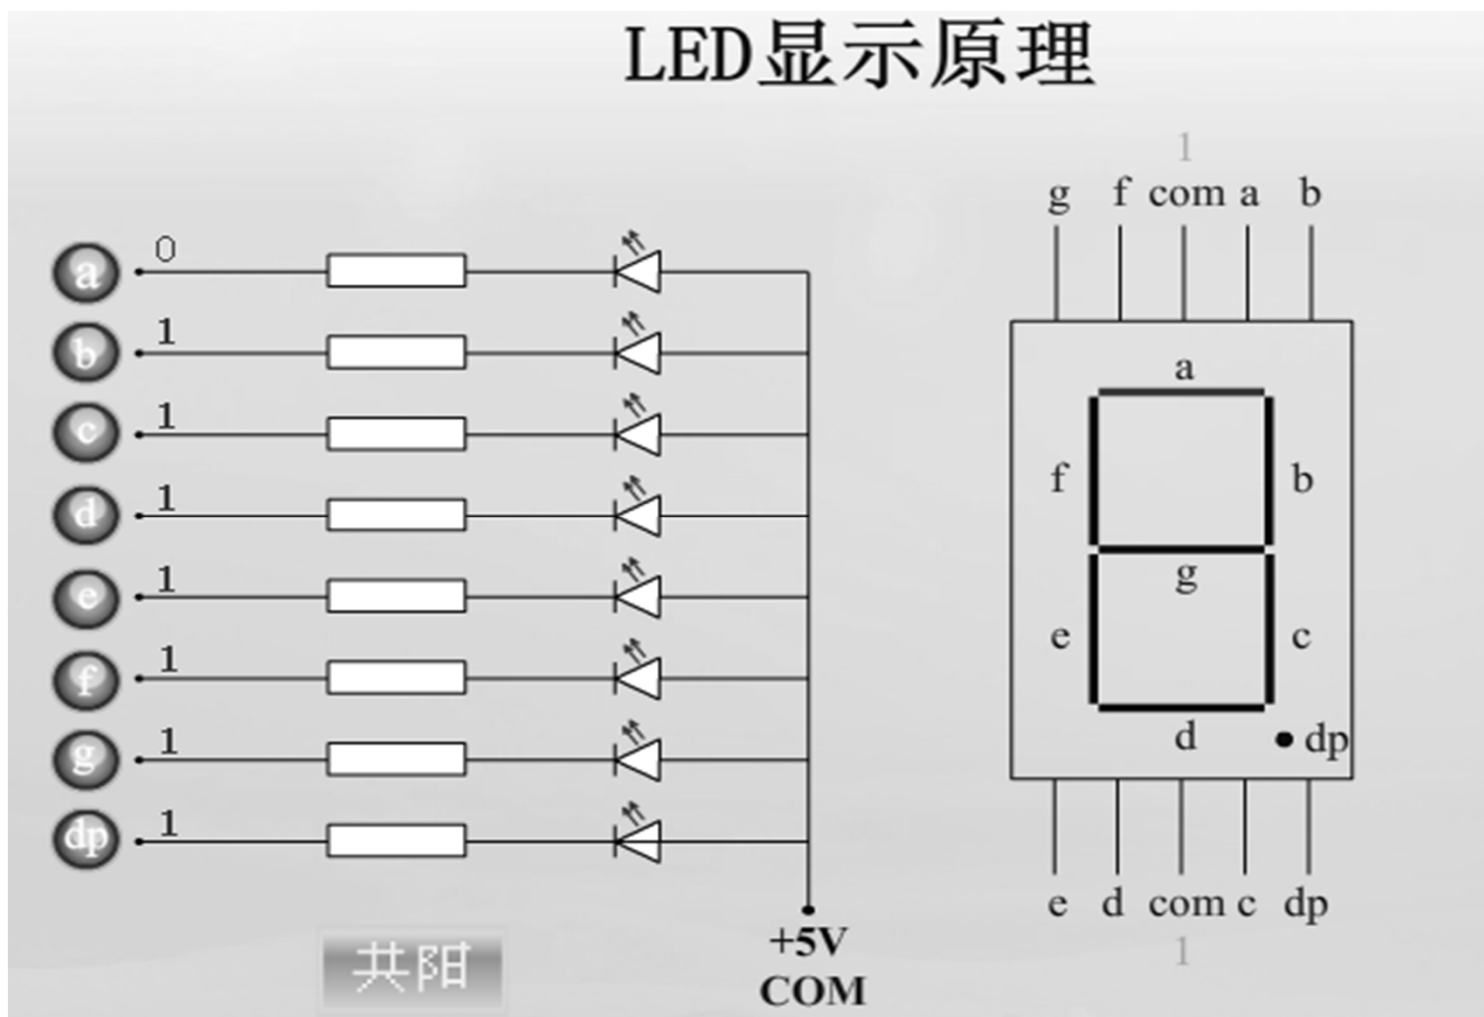 LED显示原理
a 0
b 1
c 1
d 1
e 1
f 1
g 1
dp 1
共阳
+5V
COM
1
g f com a b
a
f b
g
e c
d dp
e d com c dp
1